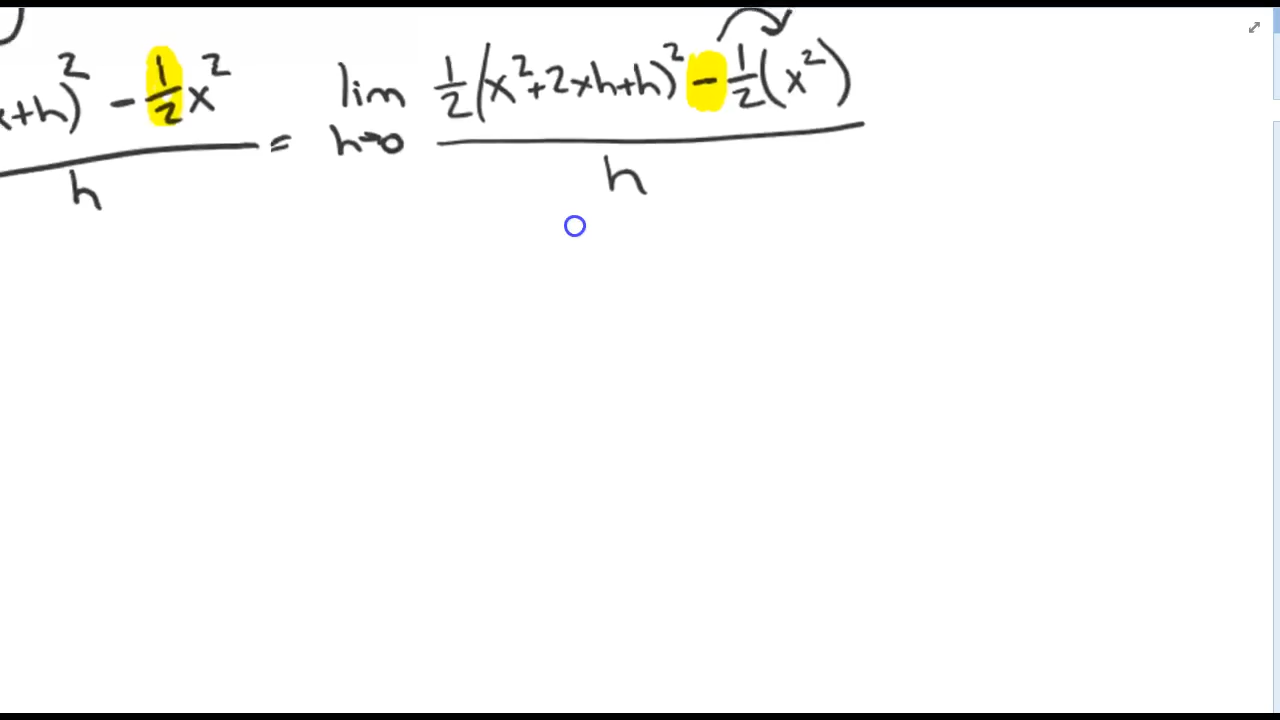 x+h)² - ½x² / h = lim h→0 ½(x²+2xh+h)² - ½(x²) / h